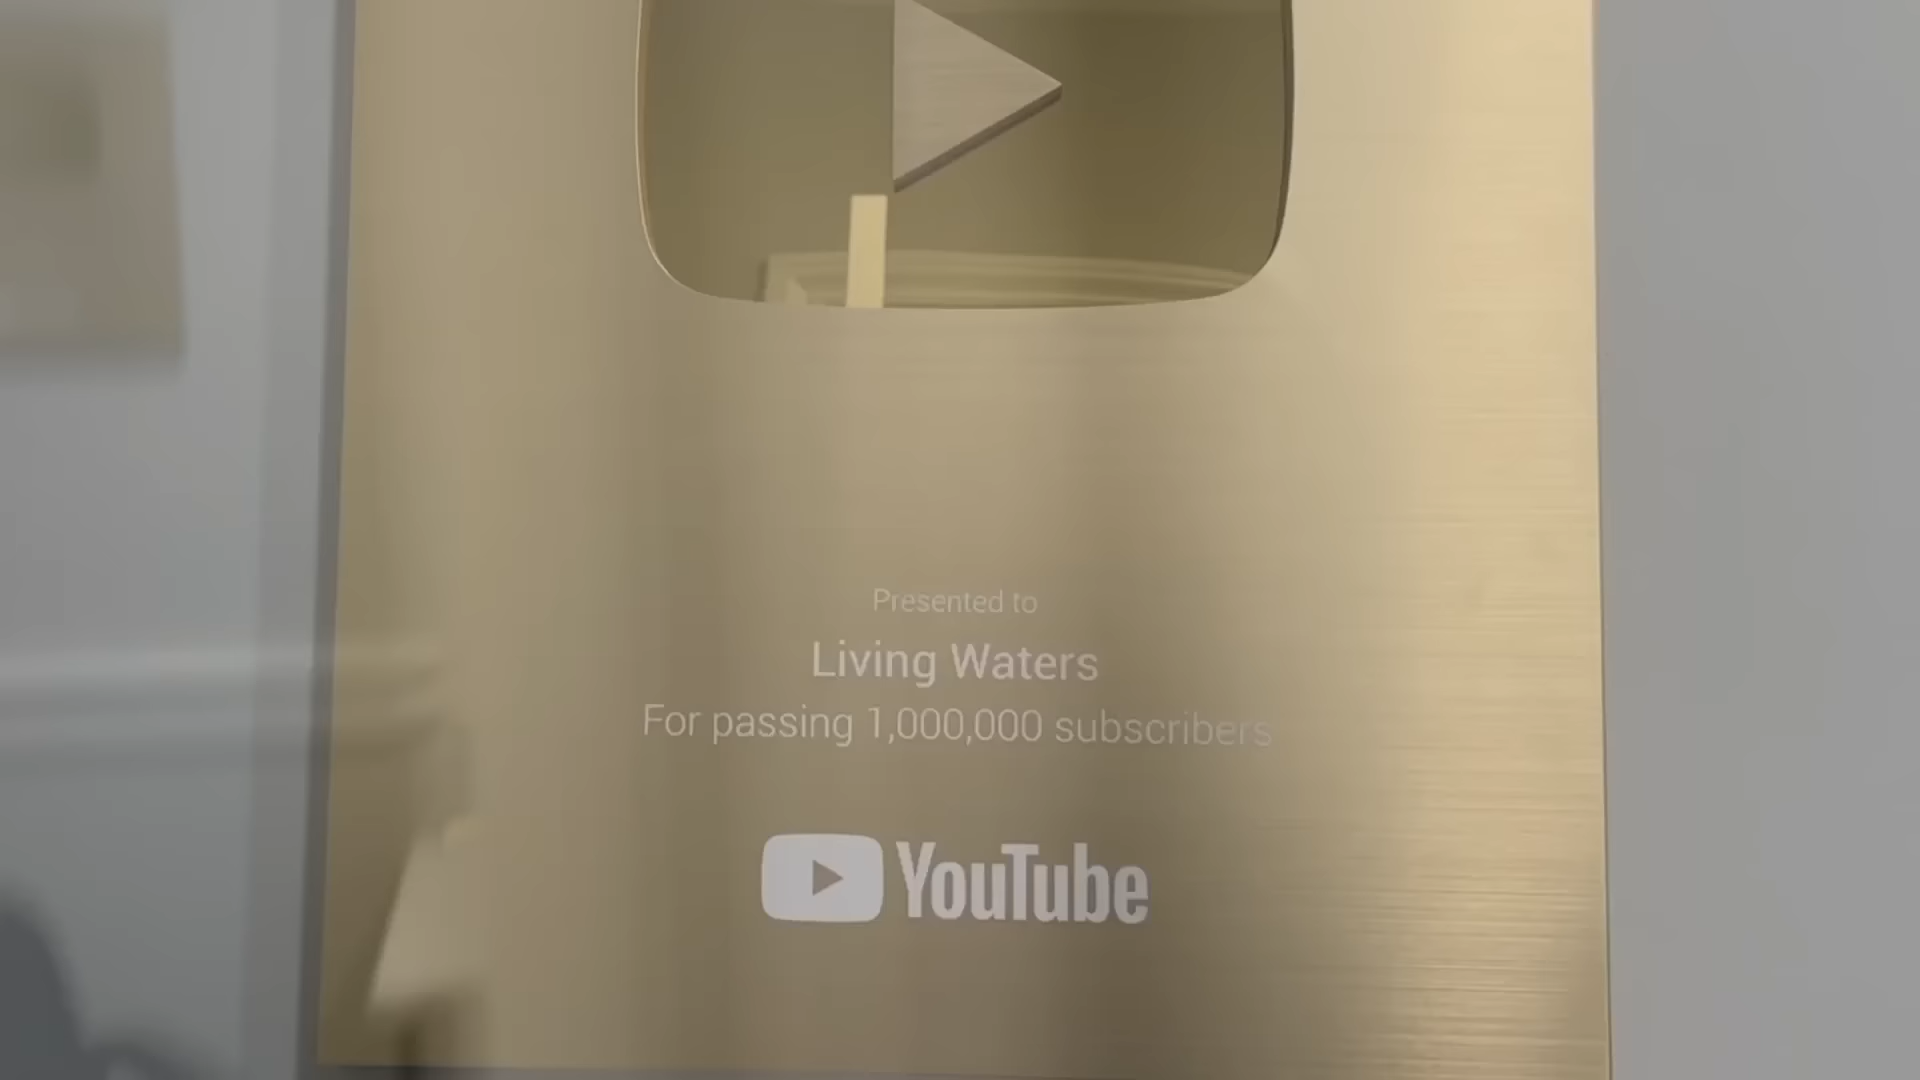 Presented to
Living Waters
For passing 1,000,000 subscribers
YouTube